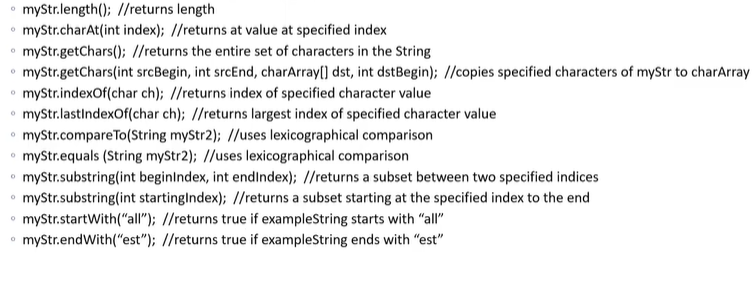 ◦ myStr.length(); //returns length
◦ myStr.charAt(int index); //returns at value at specified index
◦ myStr.getChars(); //returns the entire set of characters in the String
◦ myStr.getChars(int srcBegin, int srcEnd, charArray[] dst, int dstBegin); //copies specified characters of myStr to charArray
◦ myStr.indexOf(char ch); //returns index of specified character value
◦ myStr.lastIndexOf(char ch); //returns largest index of specified character value
◦ myStr.compareTo(String myStr2); //uses lexicographical comparison
◦ myStr.equals (String myStr2); //uses lexicographical comparison
◦ myStr.substring(int beginIndex, int endIndex); //returns a subset between two specified indices
◦ myStr.substring(int startingIndex); //returns a subset starting at the specified index to the end
◦ myStr.startWith(“all”); //returns true if exampleString starts with “all”
◦ myStr.endWith(“est”); //returns true if exampleString ends with “est”